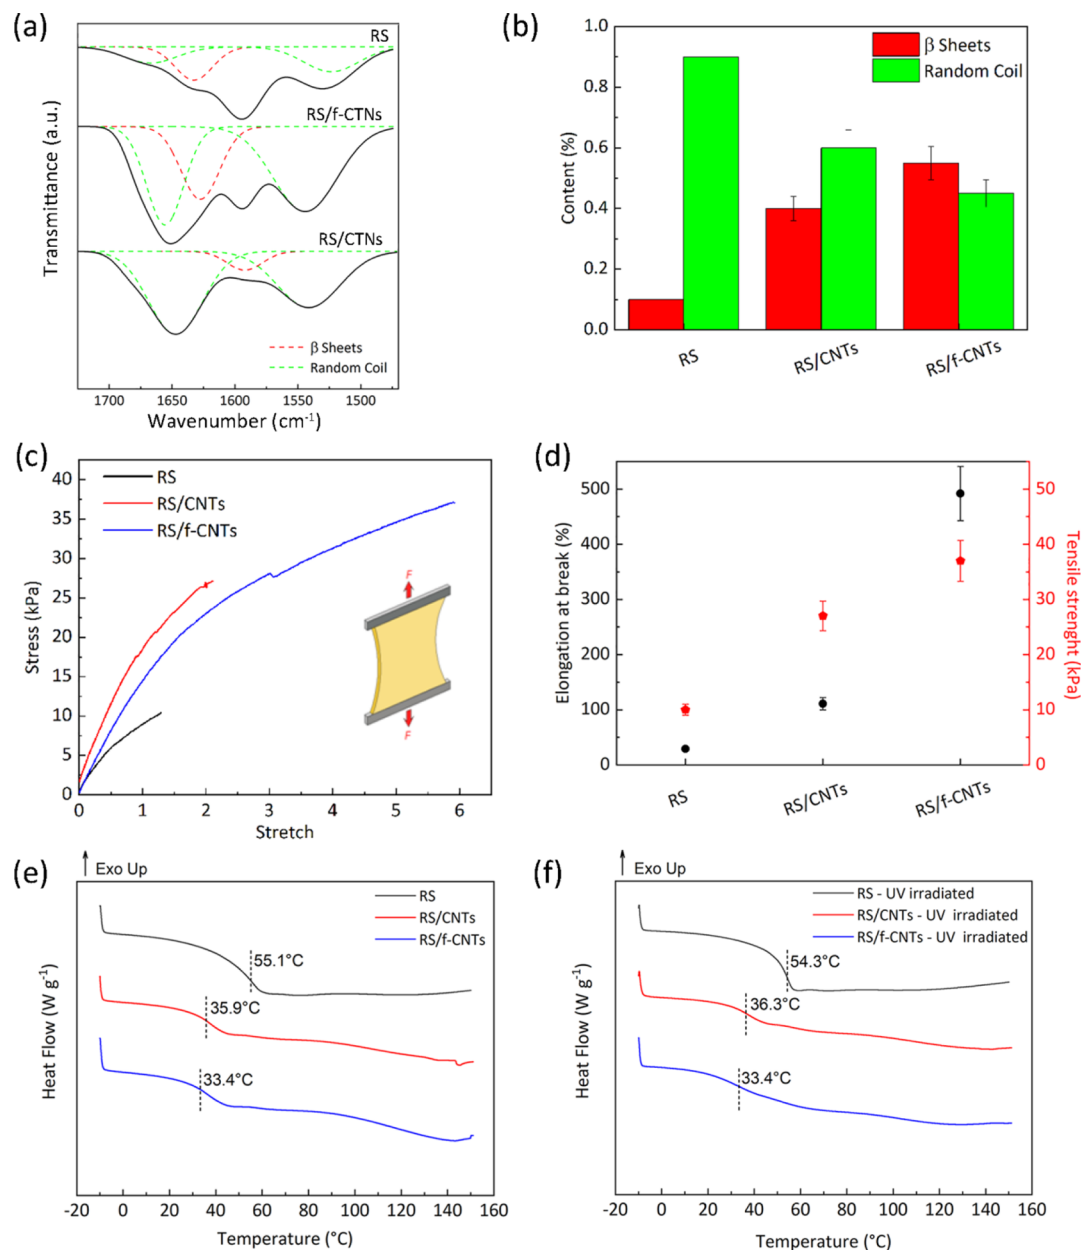 (a)
RS
RS/f-CTNs
RS/CTNs
β Sheets
Random Coil
Transmittance (a.u.)
1700 1650 1600 1550 1500
Wavenumber (cm⁻¹)
(b)
β Sheets
Random Coil
Content (%)
1.0
0.8
0.6
0.4
0.2
0.0
RS
RS/CNTs
RS/f-CNTs
(c)
RS
RS/CNTs
RS/f-CNTs
Stress (kPa)
40
35
30
25
20
15
10
5
0
F
F
0 1 2 3 4 5 6
Stretch
(d)
Elongation at break (%)
500
400
300
200
100
0
50
40
30
20
10
0
Tensile strenght (kPa)
RS
RS/CNTs
RS/f-CNTs
(e)
Exo Up
RS
RS/CNTs
RS/f-CNTs
55.1°C
35.9°C
33.4°C
Heat Flow (W g⁻¹)
-20 0 20 40 60 80 100 120 140 160
Temperature (°C)
(f)
Exo Up
RS - UV irradiated
RS/CNTs - UV irradiated
RS/f-CNTs - UV irradiated
54.3°C
36.3°C
33.4°C
Heat Flow (W g⁻¹)
-20 0 20 40 60 80 100 120 140 160
Temperature (°C)